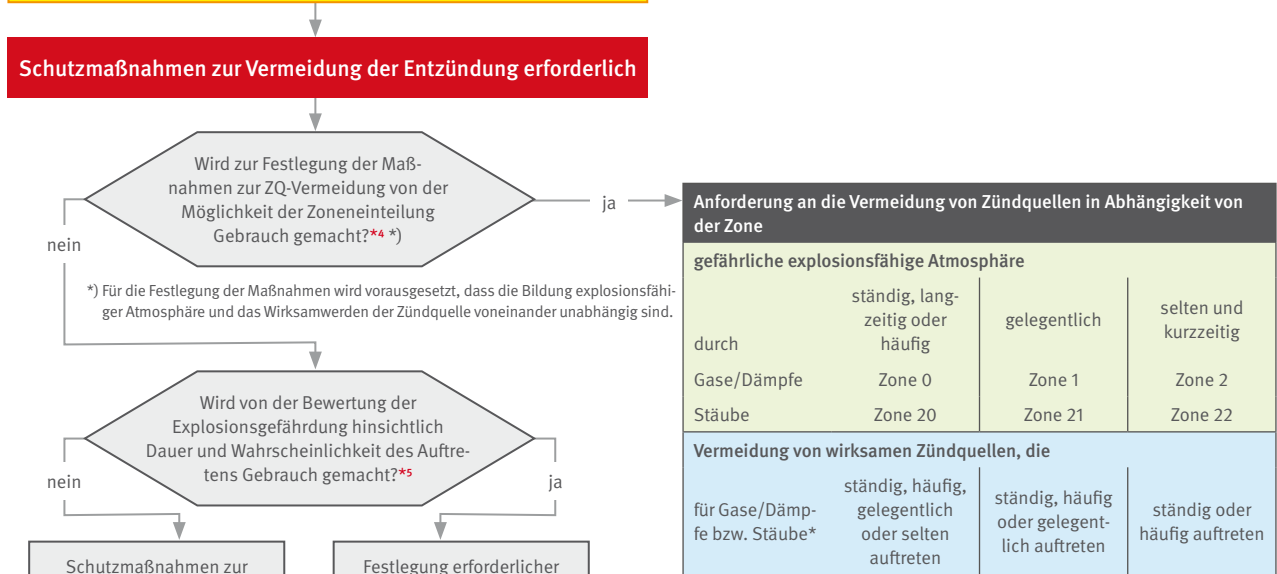 Schutzmaßnahmen zur Vermeidung der Entzündung erforderlich
Wird zur Festlegung der Maß-
nahmen zur ZQ-Vermeidung von der
Möglichkeit der Zoneneinteilung
Gebrauch gemacht?*4 *)
ja
nein
*) Für die Festlegung der Maßnahmen wird vorausgesetzt, dass die Bildung explosionsfähi-
ger Atmosphäre und das Wirksamwerden der Zündquelle voneinander unabhängig sind.
Wird von der Bewertung der
Explosionsgefährdung hinsichtlich
Dauer und Wahrscheinlichkeit des Auftre-
tens Gebrauch gemacht?*5
nein
ja
Schutzmaßnahmen zur
Festlegung erforderlicher
Anforderung an die Vermeidung von Zündquellen in Abhängigkeit von
der Zone
gefährliche explosionsfähige Atmosphäre
durch
ständig, lang-
zeitig oder
häufig
gelegentlich
selten und
kurzzeitig
Gase/Dämpfe Zone 0 Zone 1 Zone 2
Stäube Zone 20 Zone 21 Zone 22
Vermeidung von wirksamen Zündquellen, die
für Gase/Dämp-
fe bzw. Stäube*
ständig, häufig,
gelegentlich
oder selten
auftreten
ständig, häufig
oder gelegent-
lich auftreten
ständig oder
häufig auftreten